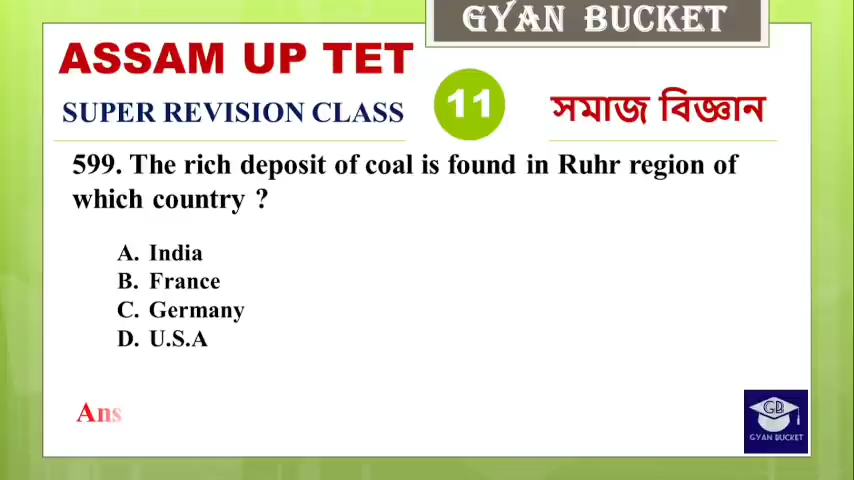 GYAN BUCKET
ASSAM UP TET
SUPER REVISION CLASS
11
সমাজ বিজ্ঞান
599. The rich deposit of coal is found in Ruhr region of
which country ?
A. India
B. France
C. Germany
D. U.S.A
Ans
GB
GYAN BUCKET